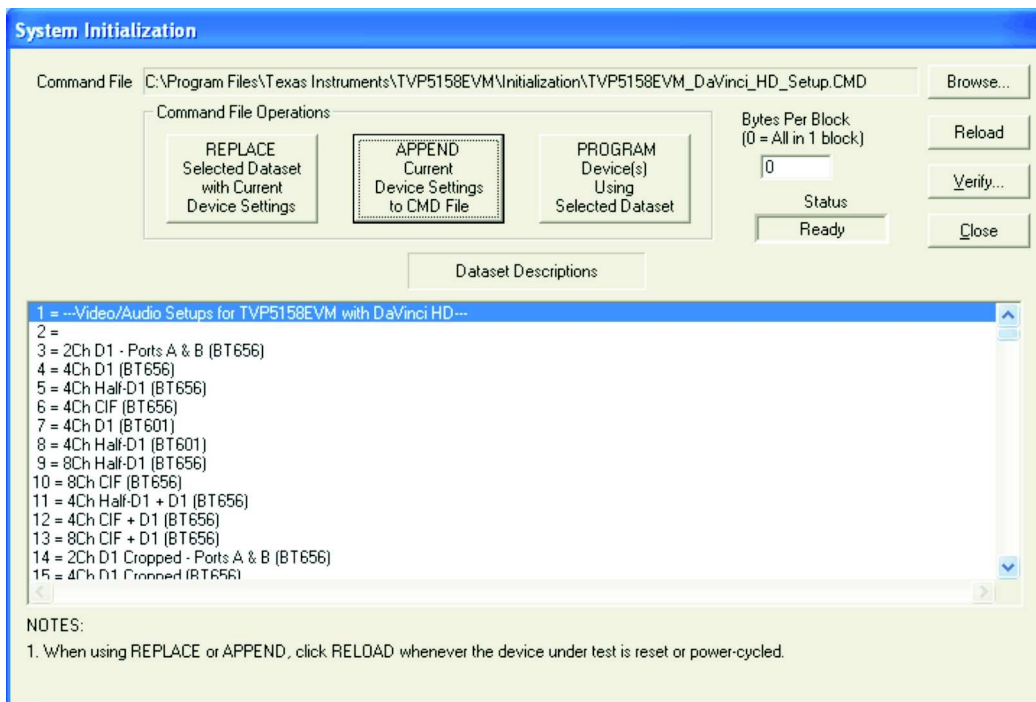 System Initialization
Command File C:\Program Files\Texas Instruments\TVP5158EVM\Initialization\TVP5158EVM_DaVinci_HD_Setup.CMD Browse...
Command File Operations
REPLACE
Selected Dataset
with Current
Device Settings
APPEND
Current
Device Settings
to CMD File
PROGRAM
Device(s)
Using
Selected Dataset
Bytes Per Block
(0 = All in 1 block)
0
Status
Ready
Reload
Verify...
Close
Dataset Descriptions
1 = ---Video/Audio Setups for TVP5158EVM with DaVinci HD---
2 =
3 = 2Ch D1 - Ports A & B (BT656)
4 = 4Ch D1 (BT656)
5 = 4Ch Half-D1 (BT656)
6 = 4Ch CIF (BT656)
7 = 4Ch D1 (BT601)
8 = 4Ch Half-D1 (BT601)
9 = 8Ch Half-D1 (BT656)
10 = 8Ch CIF (BT656)
11 = 4Ch Half-D1 + D1 (BT656)
12 = 4Ch CIF + D1 (BT656)
13 = 8Ch CIF + D1 (BT656)
14 = 2Ch D1 Cropped - Ports A & B (BT656)
15 = 4Ch D1 Cropped (BT656)
NOTES:
1. When using REPLACE or APPEND, click RELOAD whenever the device under test is reset or power-cycled.